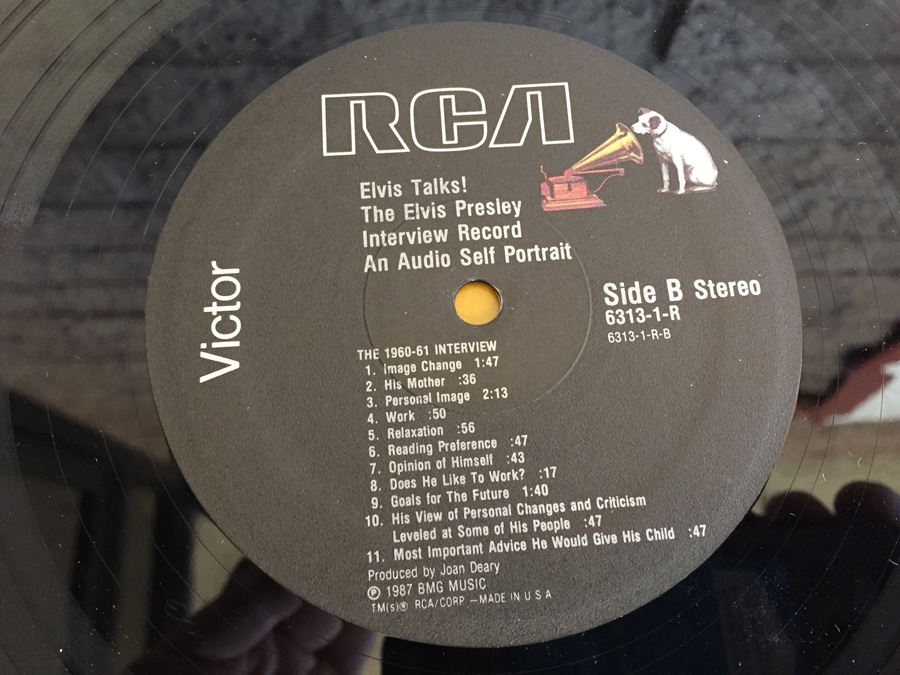 RCA
Elvis Talks!
The Elvis Presley
Interview Record
An Audio Self Portrait
Victor
Side B Stereo
6313-1-R
6313-1-R-B
THE 1960-61 INTERVIEW
1. Image Change 1:47
2. His Mother :36
3. Personal Image 2:13
4. Work :50
5. Relaxation :56
6. Reading Preference :47
7. Opinion of Himself :43
8. Does He Like To Work? :17
9. Goals for The Future 1:40
10. His View of Personal Changes and Criticism
Leveled at Some of His People :47
11. Most Important Advice He Would Give His Child :47
Produced by Joan Deary
℗ 1987 BMG MUSIC
TM(s)® RCA/CORP —MADE IN U S A